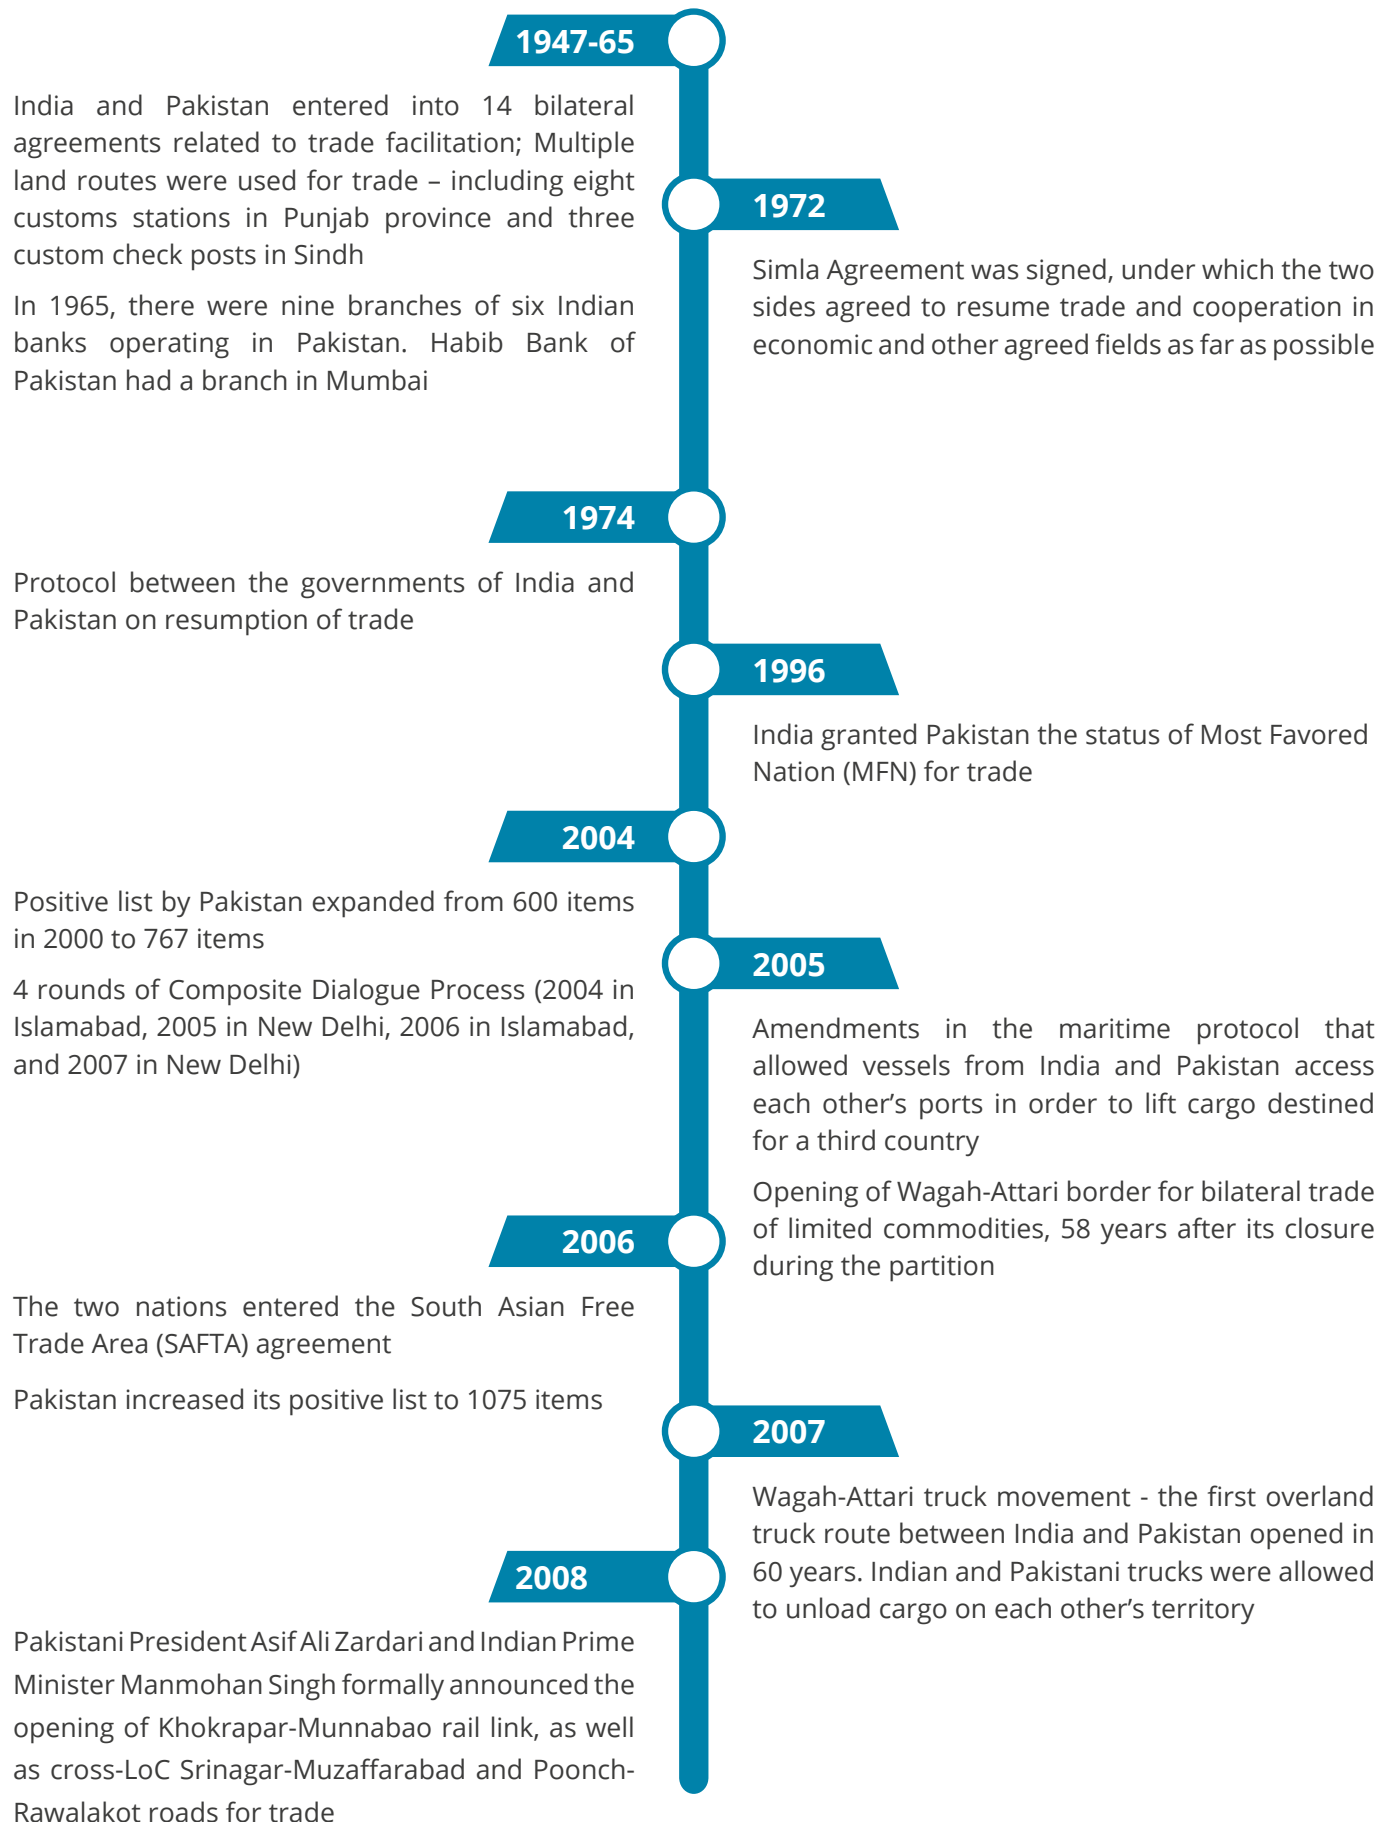 1947-65
India and Pakistan entered into 14 bilateral
agreements related to trade facilitation; Multiple
land routes were used for trade – including eight
customs stations in Punjab province and three
custom check posts in Sindh
In 1965, there were nine branches of six Indian
banks operating in Pakistan. Habib Bank of
Pakistan had a branch in Mumbai
1972
Simla Agreement was signed, under which the two
sides agreed to resume trade and cooperation in
economic and other agreed fields as far as possible
1974
Protocol between the governments of India and
Pakistan on resumption of trade
1996
India granted Pakistan the status of Most Favored
Nation (MFN) for trade
2004
Positive list by Pakistan expanded from 600 items
in 2000 to 767 items
4 rounds of Composite Dialogue Process (2004 in
Islamabad, 2005 in New Delhi, 2006 in Islamabad,
and 2007 in New Delhi)
2005
Amendments in the maritime protocol that
allowed vessels from India and Pakistan access
each other’s ports in order to lift cargo destined
for a third country
Opening of Wagah-Attari border for bilateral trade
of limited commodities, 58 years after its closure
during the partition
2006
The two nations entered the South Asian Free
Trade Area (SAFTA) agreement
Pakistan increased its positive list to 1075 items
2007
Wagah-Attari truck movement - the first overland
truck route between India and Pakistan opened in
60 years. Indian and Pakistani trucks were allowed
to unload cargo on each other’s territory
2008
Pakistani President Asif Ali Zardari and Indian Prime
Minister Manmohan Singh formally announced the
opening of Khokrapar-Munnabao rail link, as well
as cross-LoC Srinagar-Muzaffarabad and Poonch-
Rawalakot roads for trade